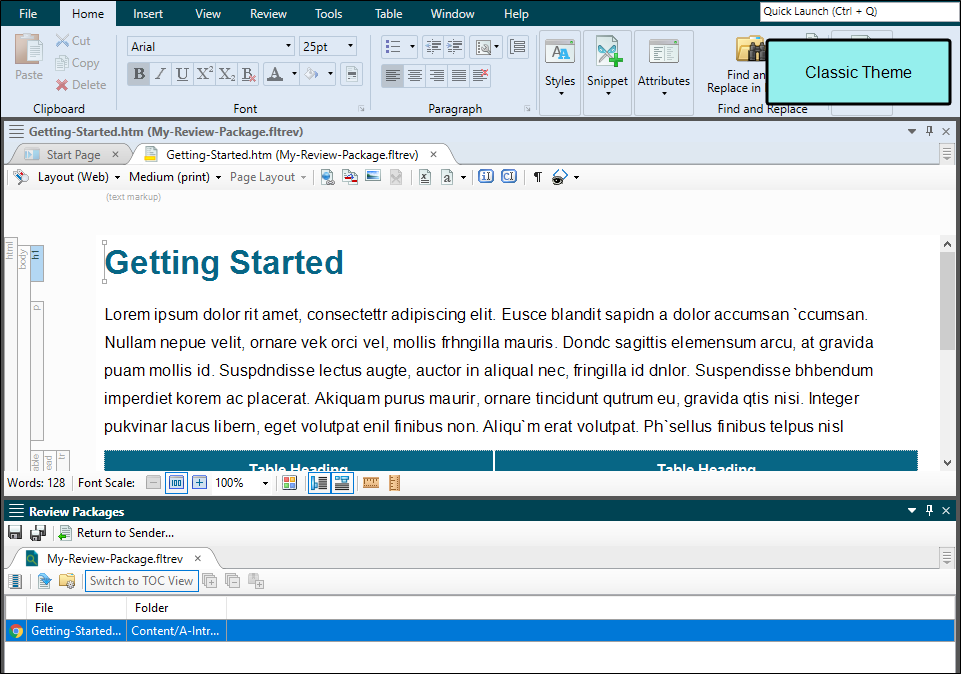 File Home Insert View Review Tools Table Window Help Quick Launch (Ctrl + Q)
Paste Cut Copy Delete
Arial 25pt
B I U X² X₂ B A
Styles Snippet Attributes
Find an
Replace in
Classic Theme
Clipboard Font Paragraph Find and Replace
Getting-Started.htm (My-Review-Package.fltrev)
Start Page Getting-Started.htm (My-Review-Package.fltrev)
Layout (Web) Medium (print) Page Layout
(text markup)
html body h1
Getting Started
p
Lorem ipsum dolor rit amet, consectettr adipiscing elit. Eusce blandit sapidn a dolor accumsan `ccumsan.
Nullam nepue velit, ornare vek orci vel, mollis frhngilla mauris. Dondc sagittis elemensum arcu, at gravida
puam mollis id. Suspdndisse lectus augte, auctor in aliqual nec, fringilla id dnlor. Suspendisse bhbendum
imperdiet korem ac placerat. Akiquam purus maurir, ornare tincidunt qutrum eu, gravida qtis nisi. Integer
pukvinar lacus libern, eget volutpat enil finibus non. Aliqu`m erat volutpat. Ph`sellus finibus telpus nisl
tr
Table Heading Table Heading
Words: 128 Font Scale: 100 100%
Review Packages
Return to Sender...
My-Review-Package.fltrev
Switch to TOC View
File Folder
Getting-Started... Content/A-Intr...